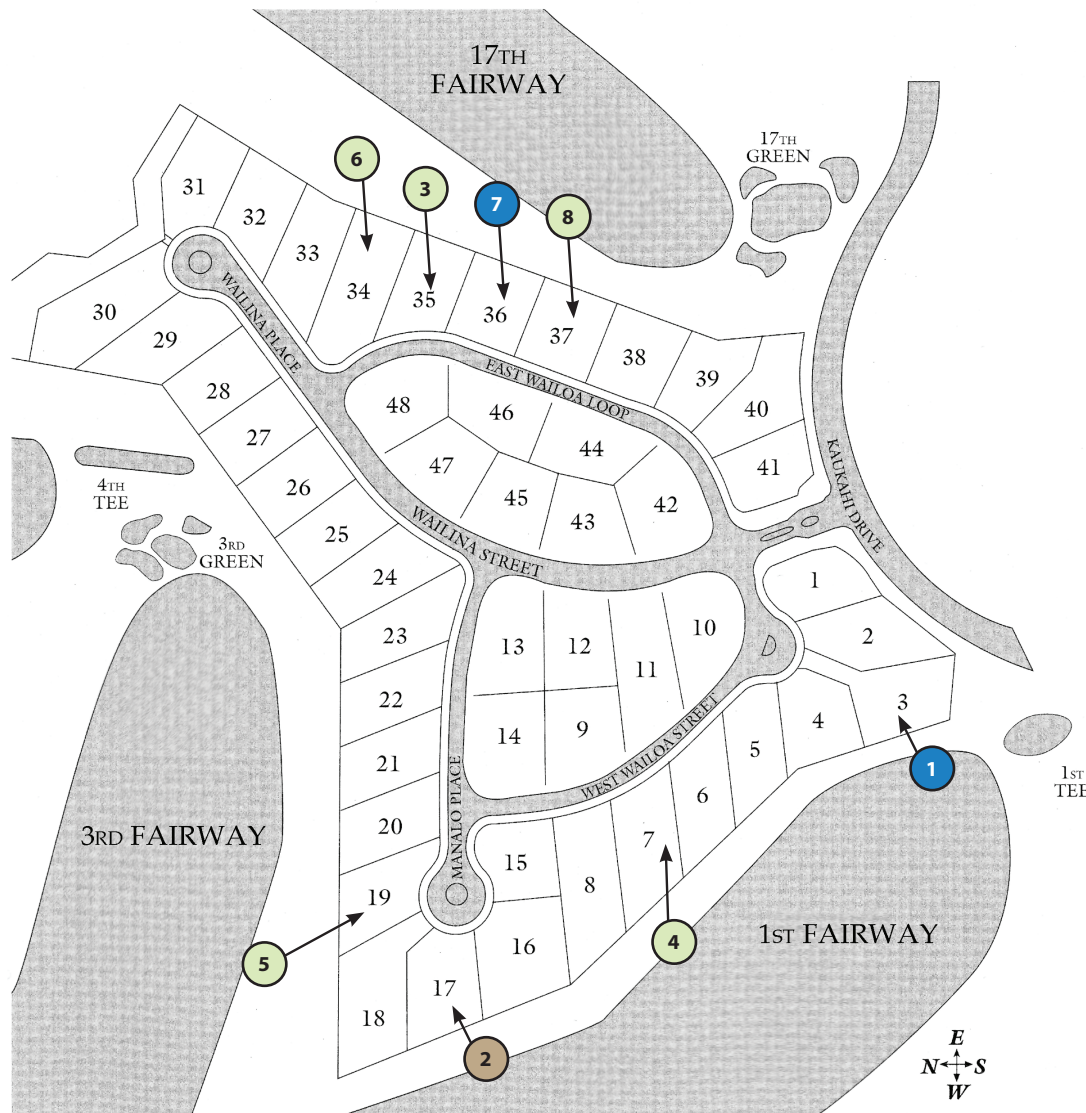 17TH
FAIRWAY
17TH
GREEN
6
3
7
8
31
32
33
34
35
36
37
38
39
40
41
30
29
28
27
26
25
24
23
22
21
20
19
18
17
16
15
14
13
12
11
10
9
8
7
6
5
4
3
2
1
48
46
44
42
47
45
43
WAILINA PLACE
EAST WAILOA LOOP
WAILINA STREET
KAUKAHI DRIVE
WEST WAILOA STREET
MANALO PLACE
4TH
TEE
3RD
GREEN
3RD FAIRWAY
1ST
TEE
1ST FAIRWAY
1
4
5
2
E
N S
W